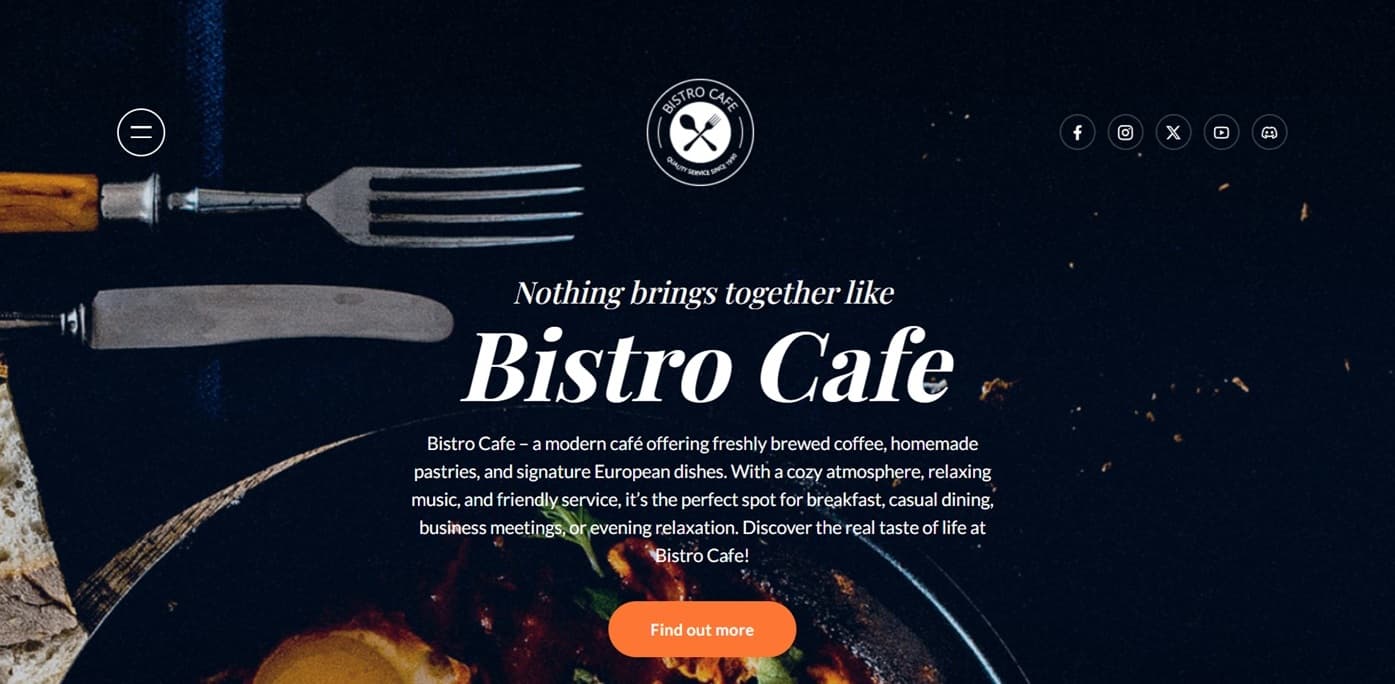 BISTRO CAFE
QUALITY SERVICE SINCE 1990
Nothing brings together like
Bistro Cafe
Bistro Cafe – a modern café offering freshly brewed coffee, homemade
pastries, and signature European dishes. With a cozy atmosphere, relaxing
music, and friendly service, it’s the perfect spot for breakfast, casual dining,
business meetings, or evening relaxation. Discover the real taste of life at
Bistro Cafe!
Find out more